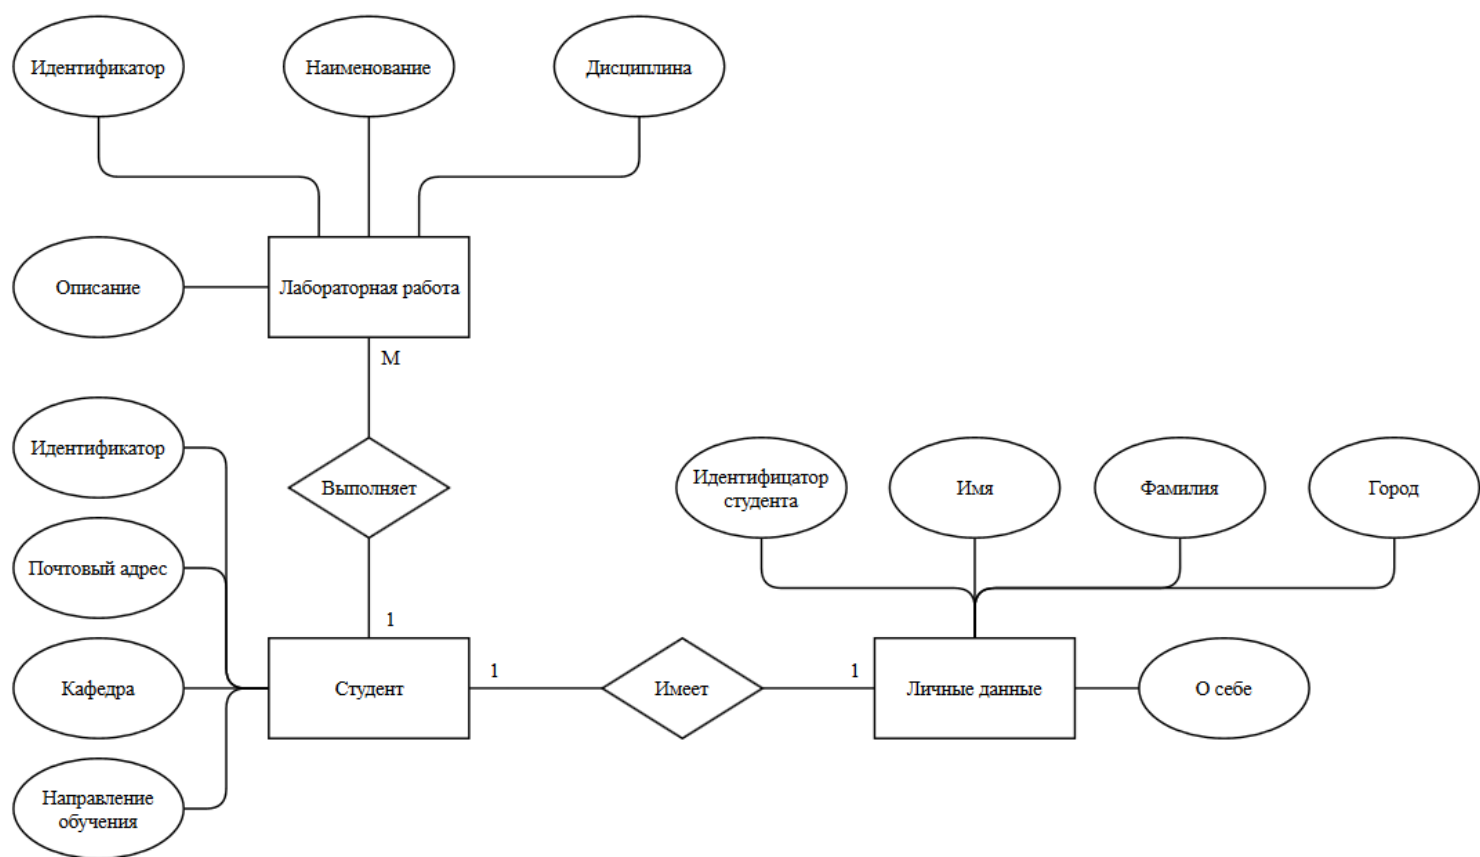 Идентификатор
Наименование
Дисциплина
Описание
Лабораторная работа
М
Идентификатор
Выполняет
Идентифицатор
студента
Имя
Фамилия
Город
Почтовый адрес
1
Кафедра
Студент
1
Имеет
1
Личные данные
О себе
Направление
обучения